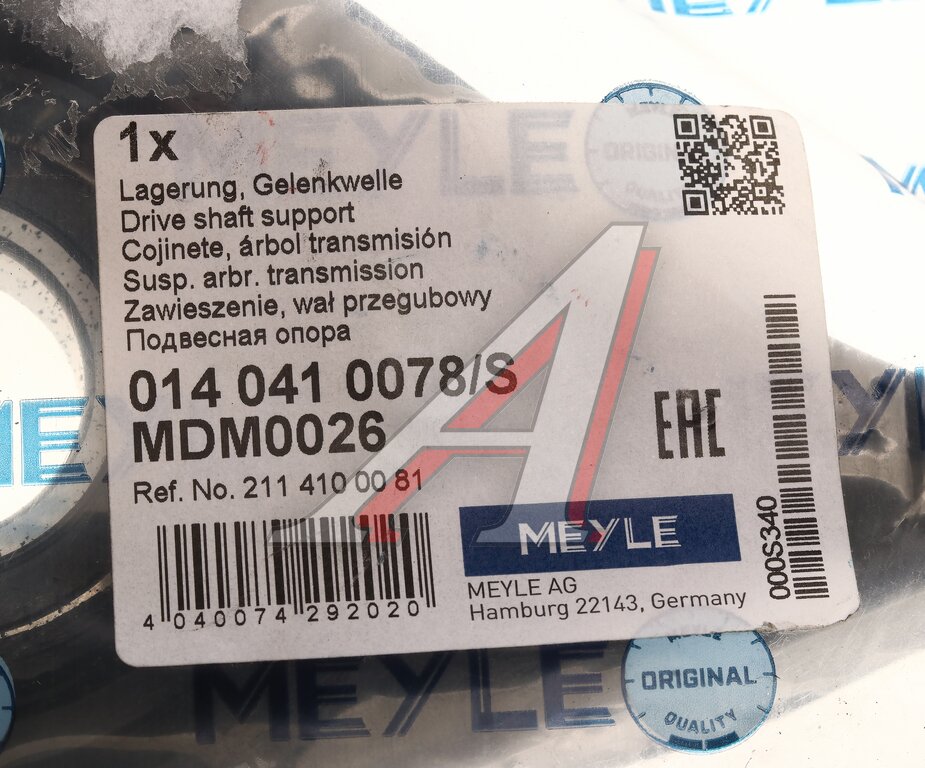 MEYLE
1x
Lagerung, Gelenkwelle
Drive shaft support
Cojinete, árbol transmisión
Susp. arbr. transmission
Zawieszenie, wał przegubowy
Подвесная опора
014 041 0078/S
MDM0026
Ref. No. 211 410 00 81
EAC
000S340
4 040074 292020
MEYLE
MEYLE AG
Hamburg 22143, Germany
MEYLE
ORIGINAL
QUALITY